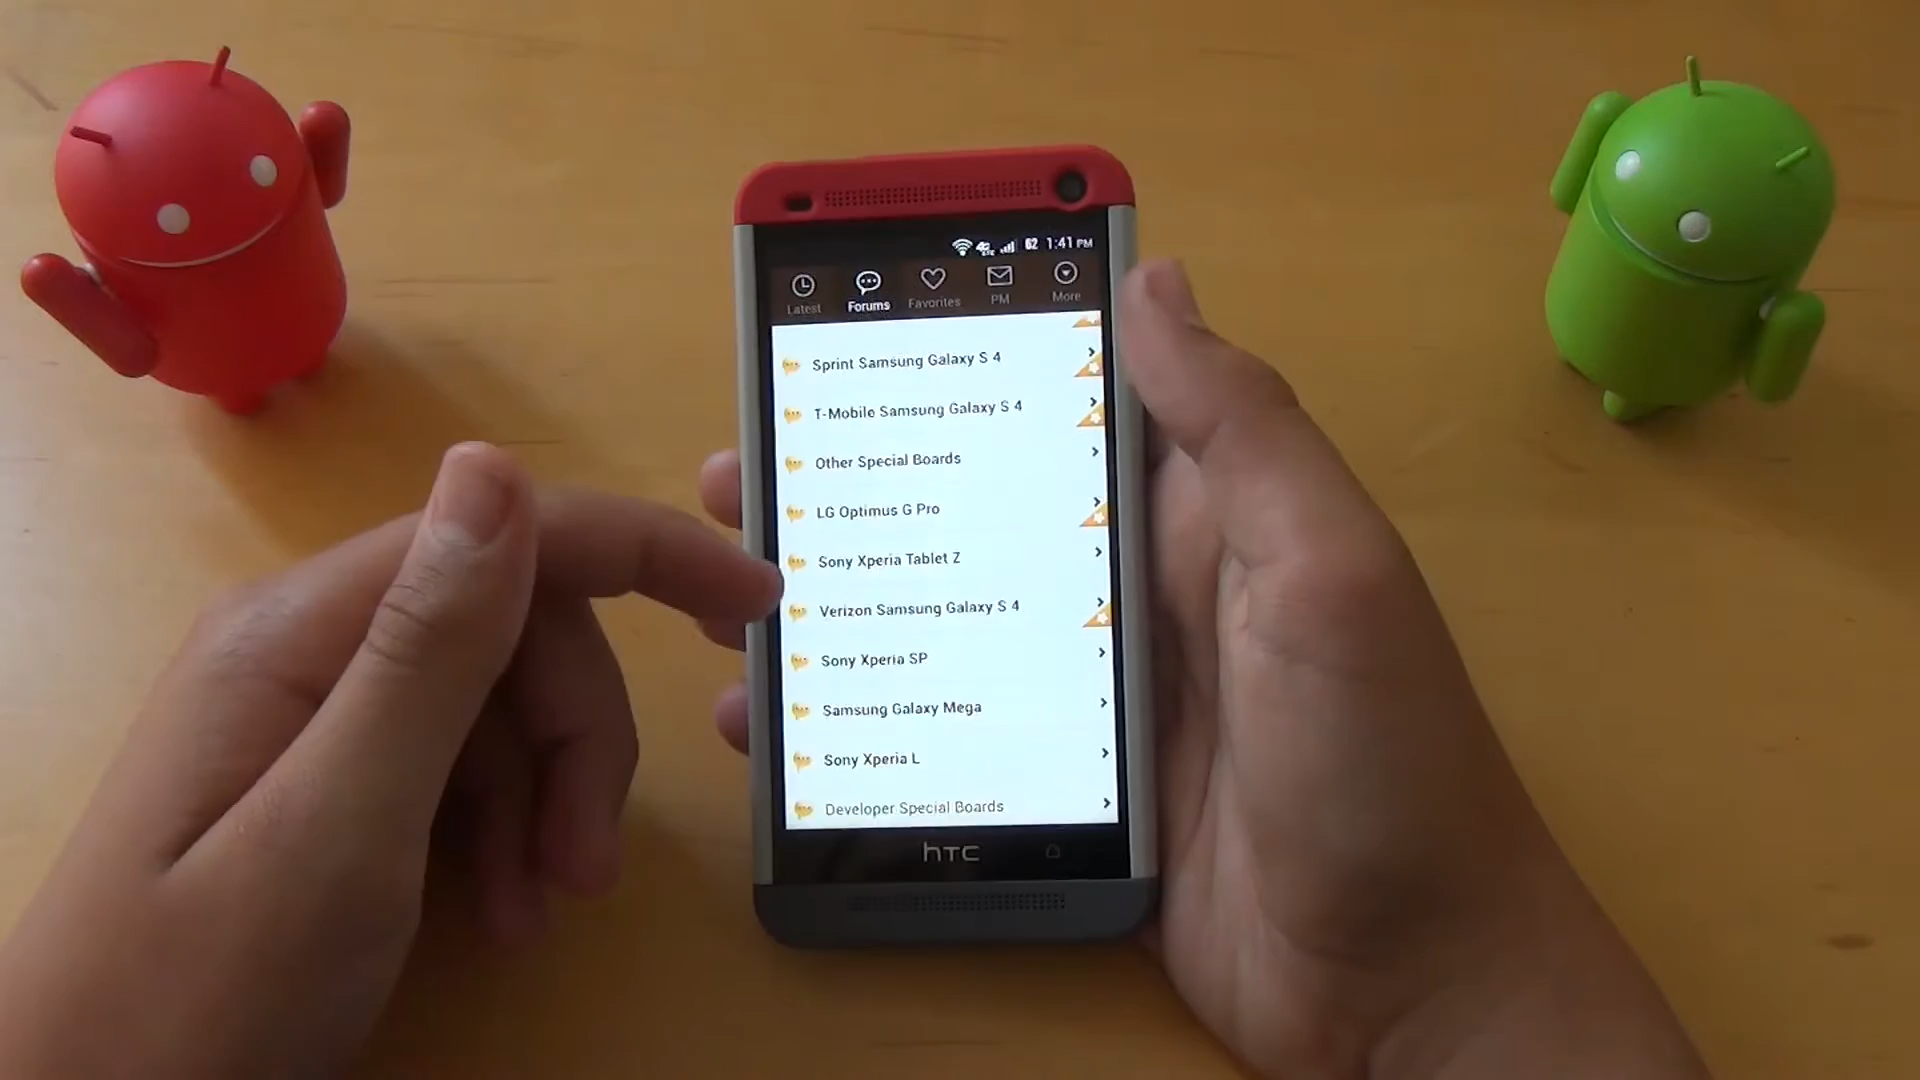 62 1:41 PM
Latest Forums Favorites PM More
Sprint Samsung Galaxy S 4
T-Mobile Samsung Galaxy S 4
Other Special Boards
LG Optimus G Pro
Sony Xperia Tablet Z
Verizon Samsung Galaxy S 4
Sony Xperia SP
Samsung Galaxy Mega
Sony Xperia L
Developer Special Boards
hTC